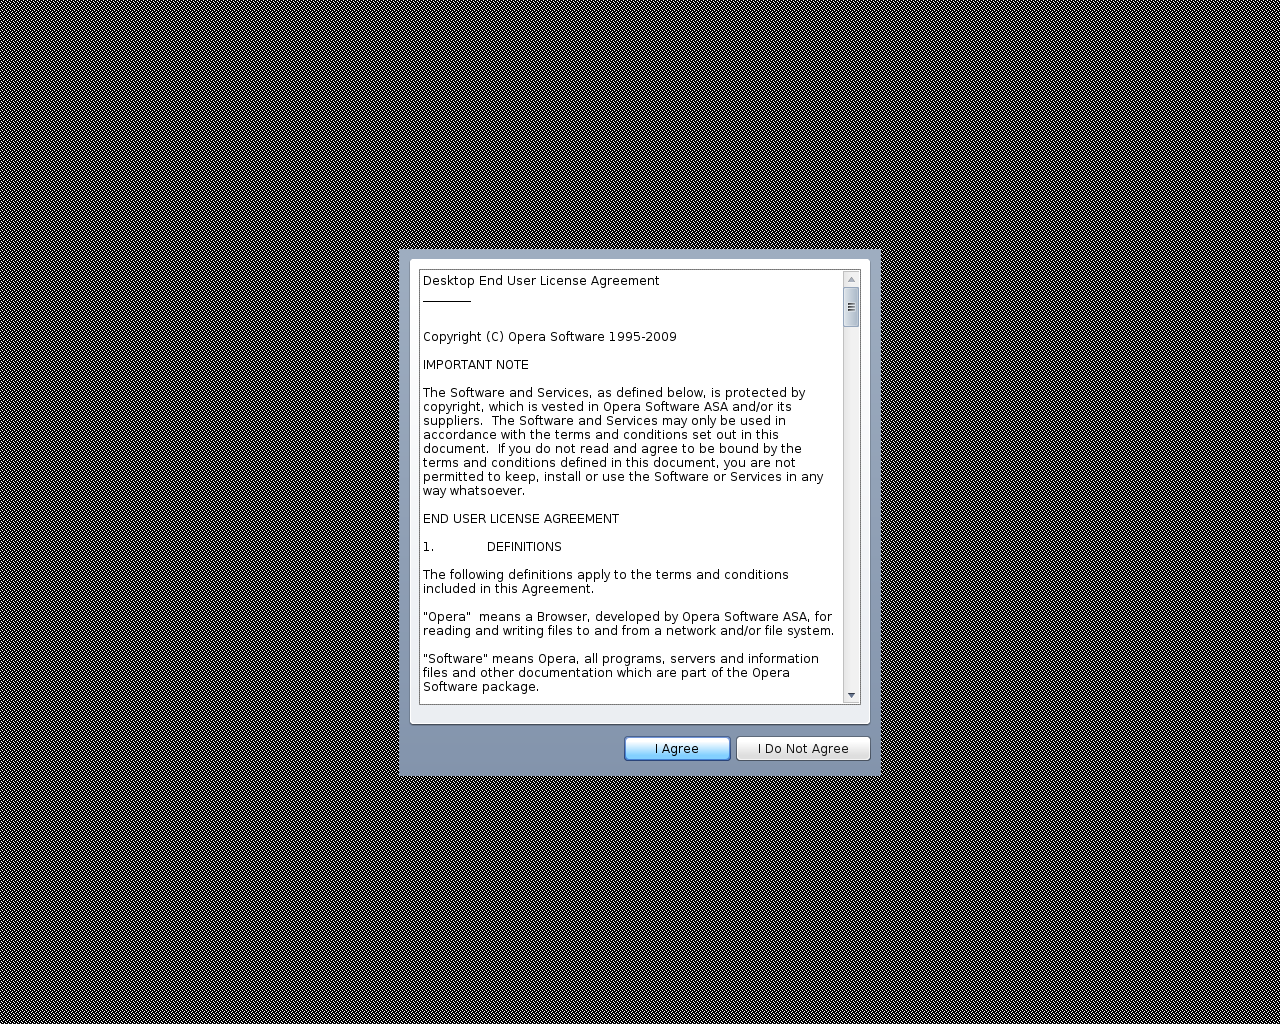 Desktop End User License Agreement
Copyright (C) Opera Software 1995-2009
IMPORTANT NOTE
The Software and Services, as defined below, is protected by
copyright, which is vested in Opera Software ASA and/or its
suppliers.  The Software and Services may only be used in
accordance with the terms and conditions set out in this
document.  If you do not read and agree to be bound by the
terms and conditions defined in this document, you are not
permitted to keep, install or use the Software or Services in any
way whatsoever.
END USER LICENSE AGREEMENT
1. DEFINITIONS
The following definitions apply to the terms and conditions
included in this Agreement.
"Opera"  means a Browser, developed by Opera Software ASA, for
reading and writing files to and from a network and/or file system.
"Software" means Opera, all programs, servers and information
files and other documentation which are part of the Opera
Software package.
I Agree I Do Not Agree